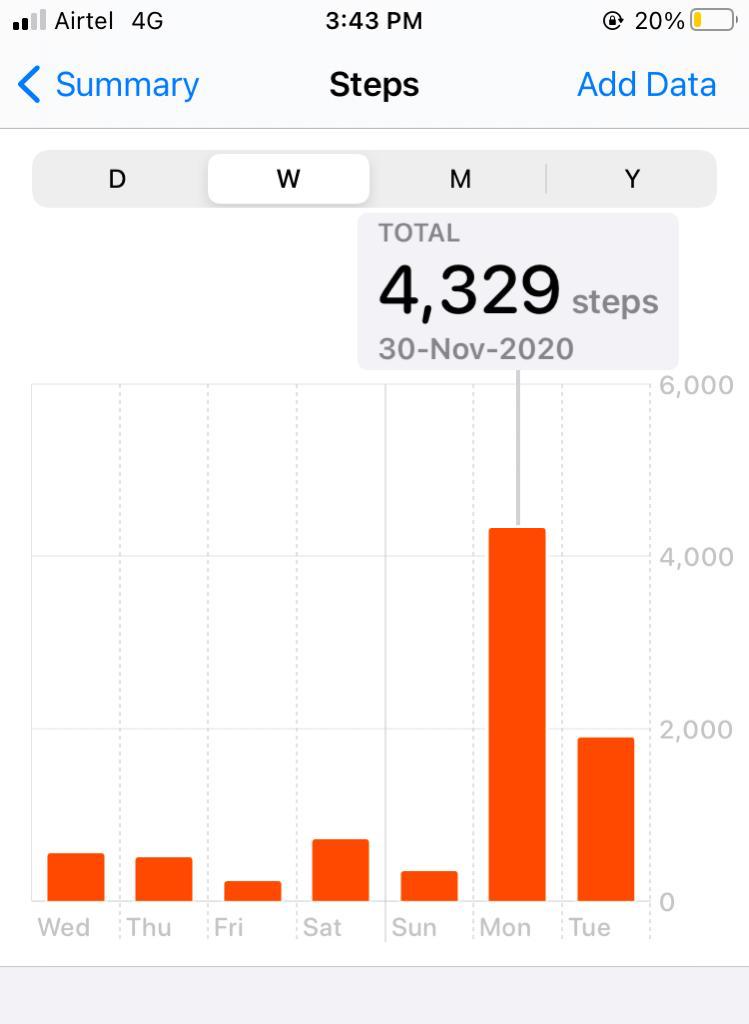 Airtel 4G 3:43 PM 20%
Summary Steps Add Data
D W M Y
TOTAL
4,329 steps
30-Nov-2020
6,000
4,000
2,000
0
Wed Thu Fri Sat Sun Mon Tue